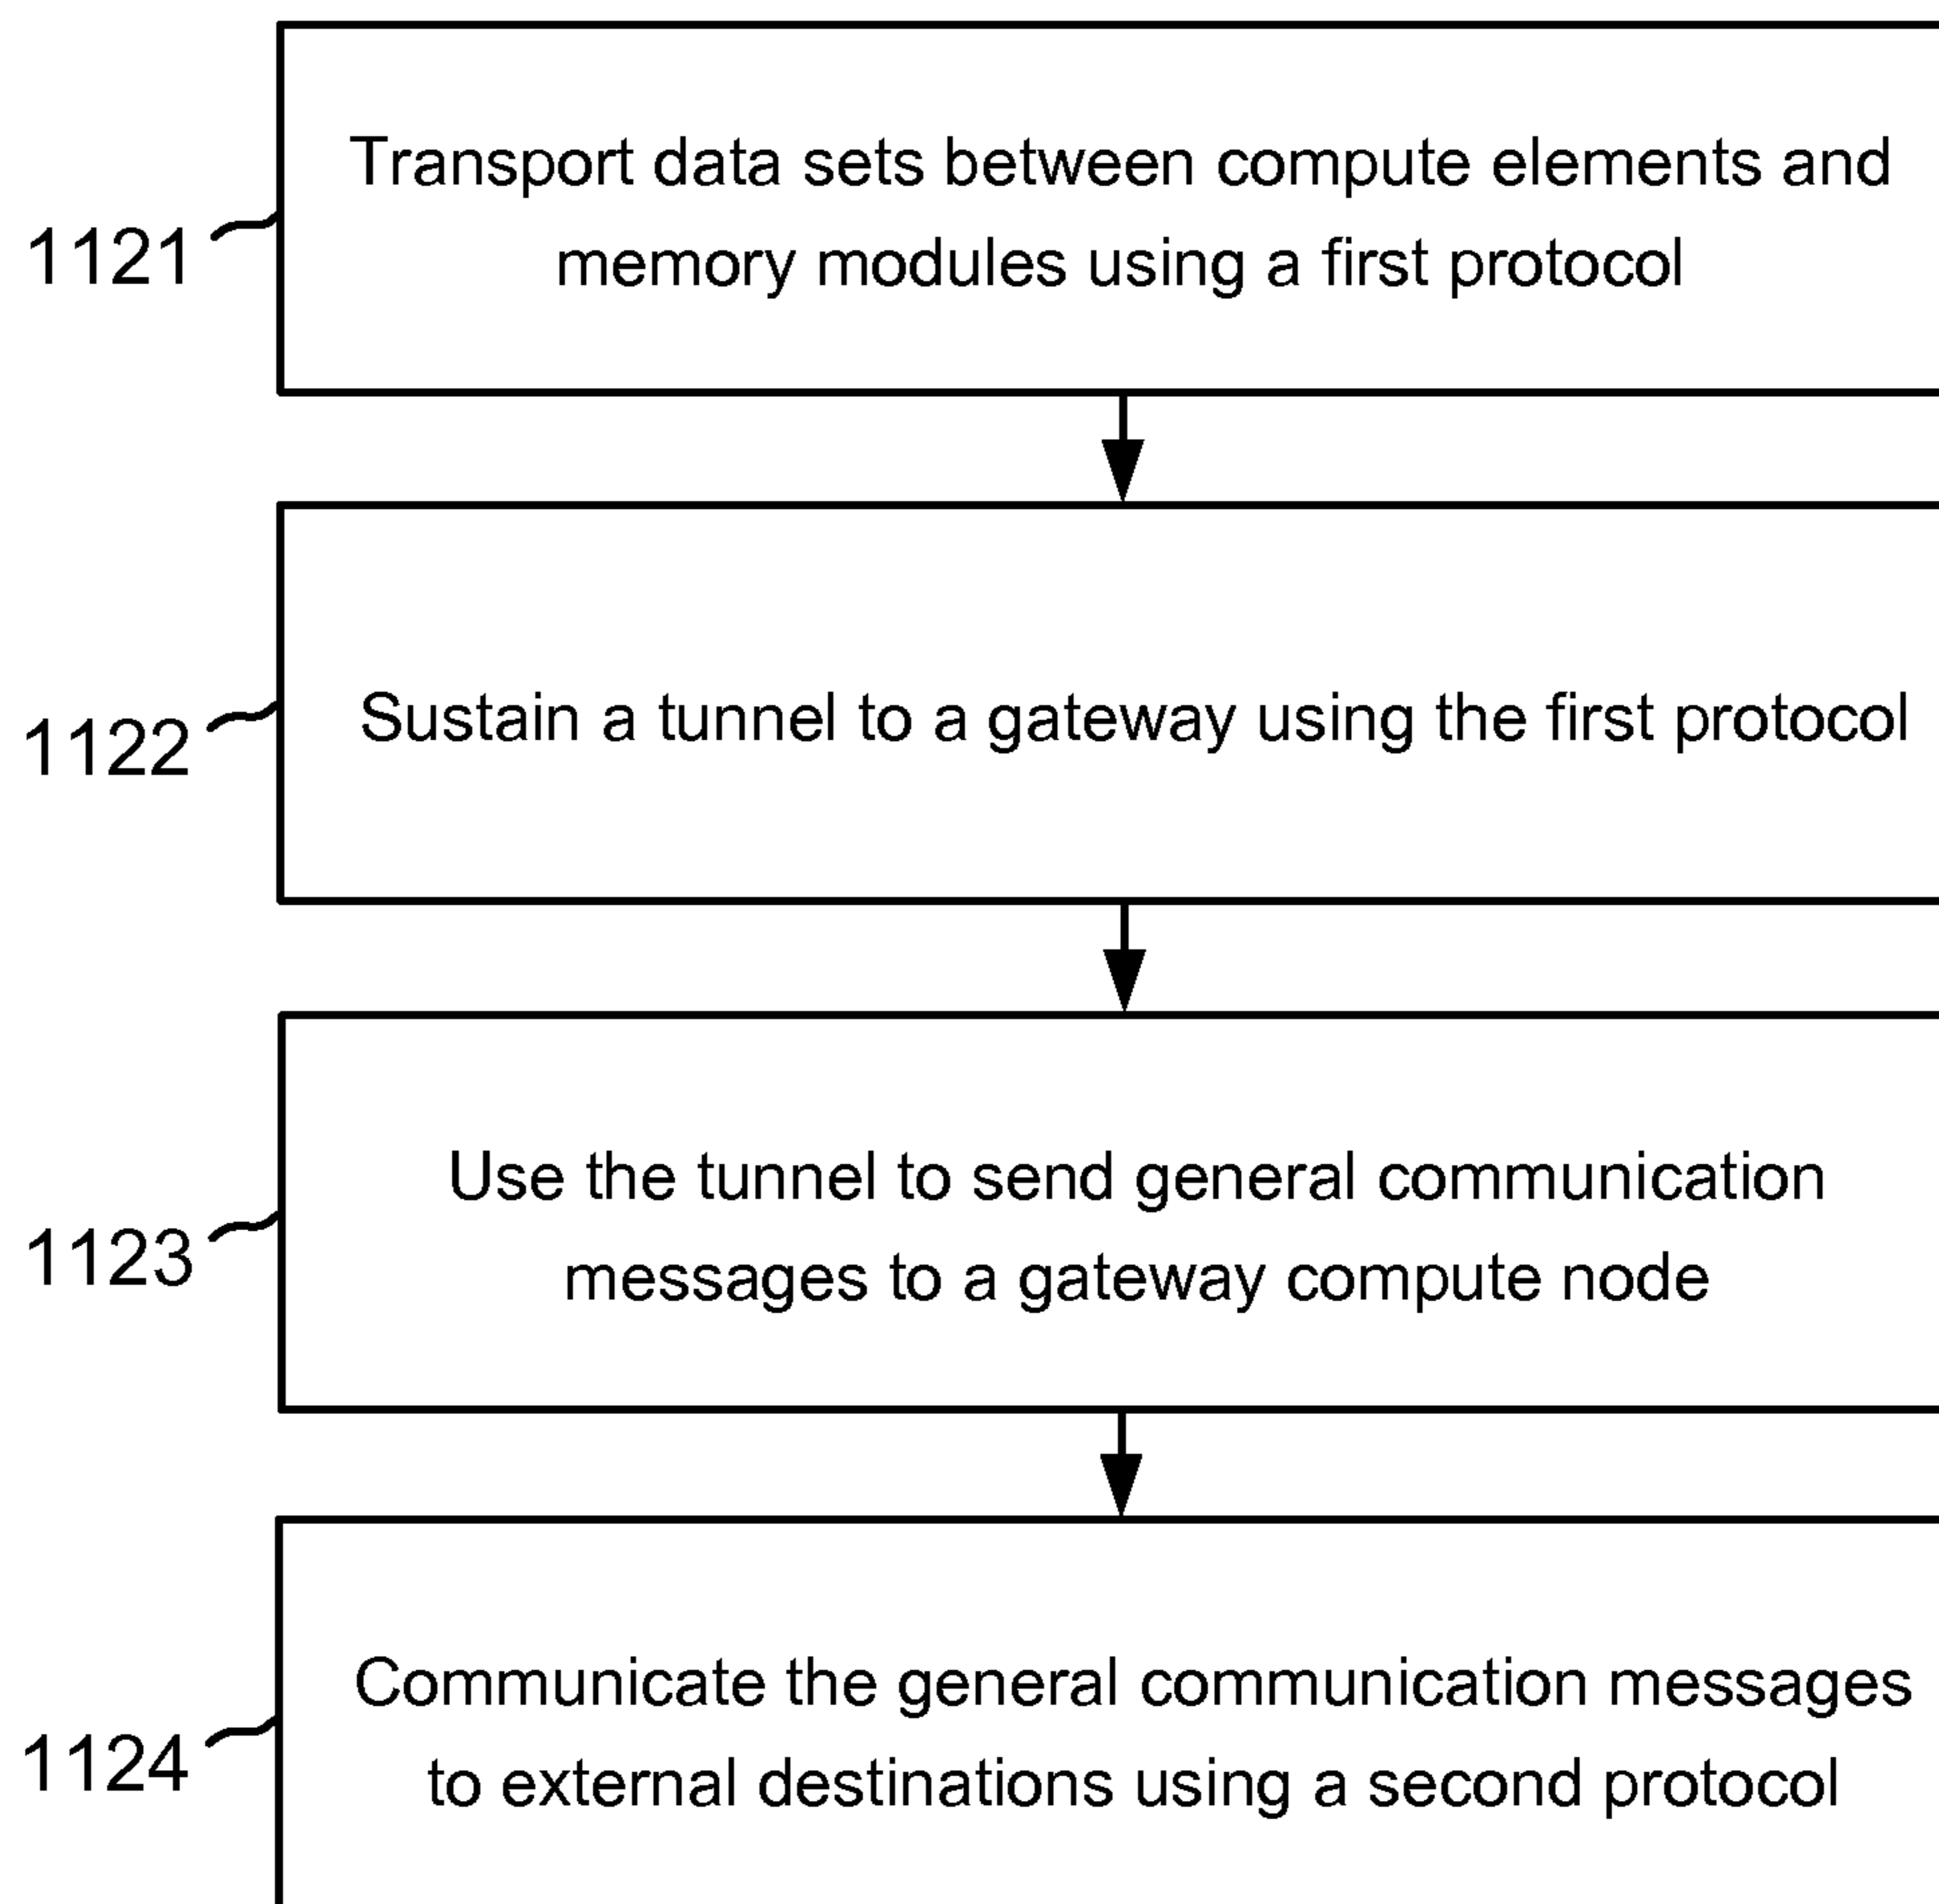 Transport data sets between compute elements and
memory modules using a first protocol
1121
Sustain a tunnel to a gateway using the first protocol
1122
Use the tunnel to send general communication
messages to a gateway compute node
1123
Communicate the general communication messages
to external destinations using a second protocol
1124